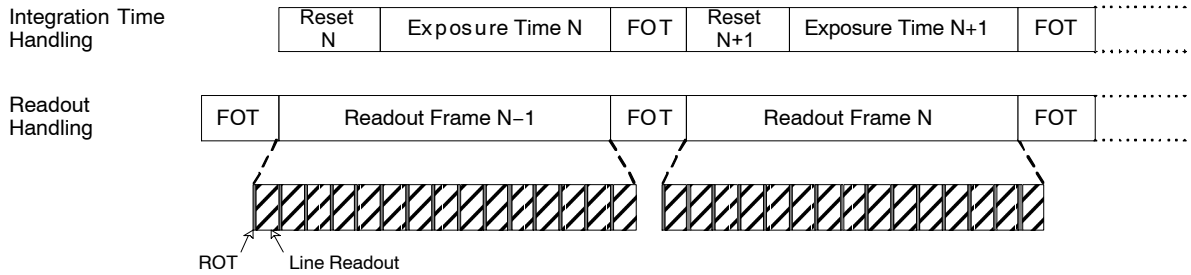 Integration Time
Handling
Reset
N
Exposure Time N
FOT
Reset
N+1
Exposure Time N+1
FOT
Readout
Handling
FOT
Readout Frame N−1
FOT
Readout Frame N
FOT
ROT
Line Readout